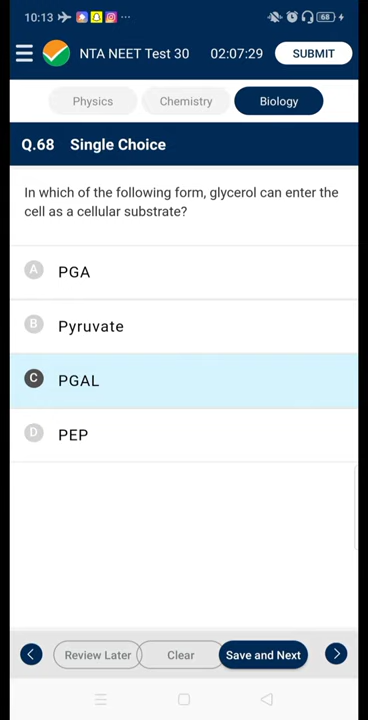 10:13
68
NTA NEET Test 30 02:07:29 SUBMIT
Physics Chemistry Biology
Q.68 Single Choice
In which of the following form, glycerol can enter the
cell as a cellular substrate?
A PGA
B Pyruvate
C PGAL
D PEP
Review Later Clear Save and Next